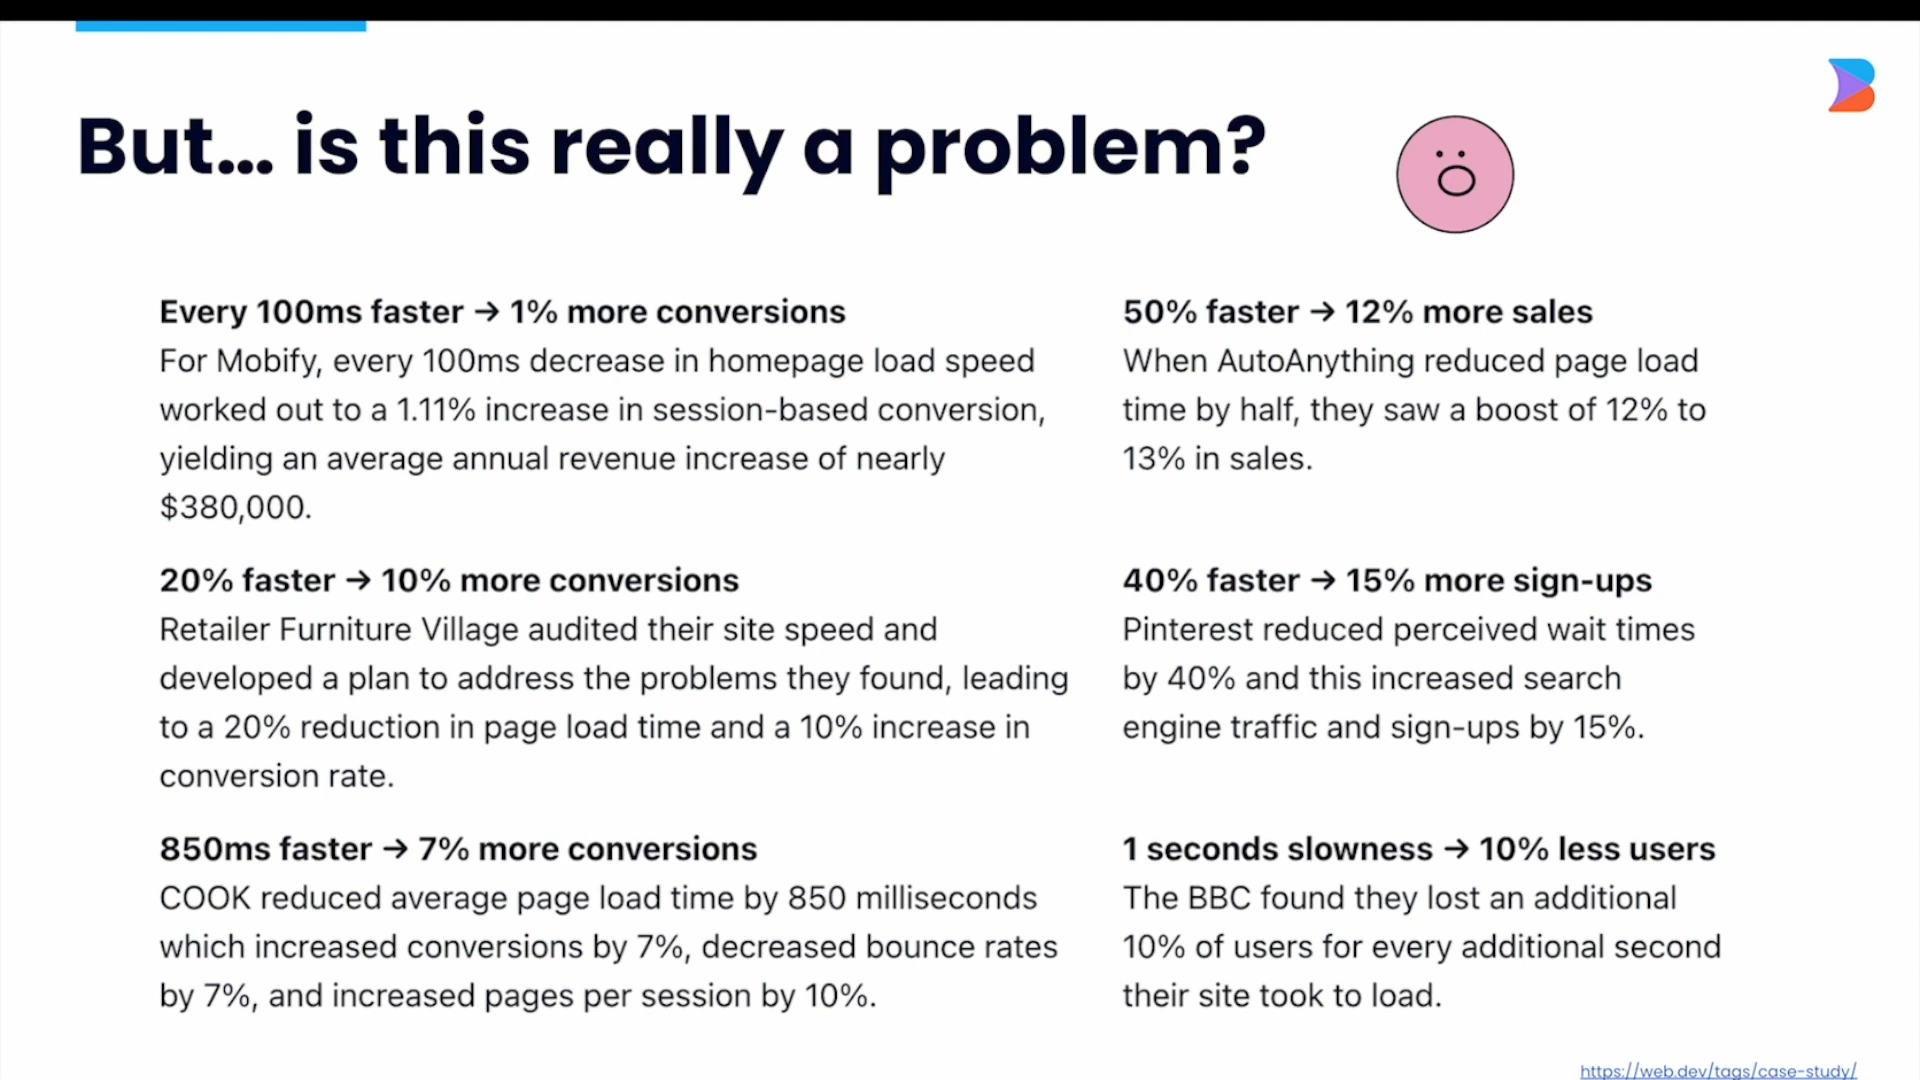 But... is this really a problem?
Every 100ms faster → 1% more conversions
For Mobify, every 100ms decrease in homepage load speed
worked out to a 1.11% increase in session-based conversion,
yielding an average annual revenue increase of nearly
$380,000.
50% faster → 12% more sales
When AutoAnything reduced page load
time by half, they saw a boost of 12% to
13% in sales.
20% faster → 10% more conversions
Retailer Furniture Village audited their site speed and
developed a plan to address the problems they found, leading
to a 20% reduction in page load time and a 10% increase in
conversion rate.
40% faster → 15% more sign-ups
Pinterest reduced perceived wait times
by 40% and this increased search
engine traffic and sign-ups by 15%.
850ms faster → 7% more conversions
COOK reduced average page load time by 850 milliseconds
which increased conversions by 7%, decreased bounce rates
by 7%, and increased pages per session by 10%.
1 seconds slowness → 10% less users
The BBC found they lost an additional
10% of users for every additional second
their site took to load.
https://web.dev/tags/case-study/